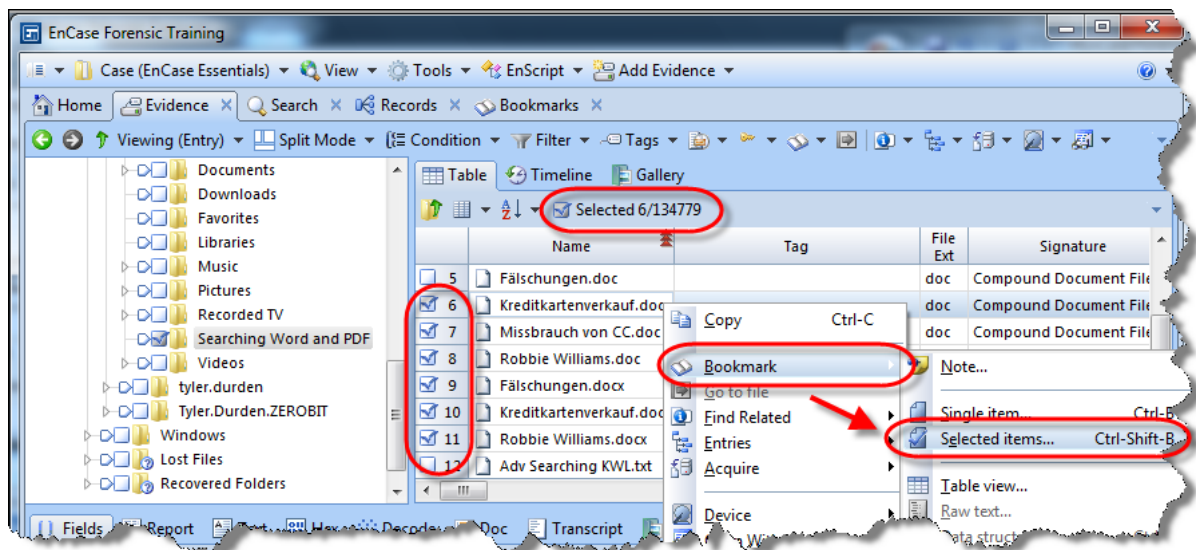 EnCase Forensic Training
Case (EnCase Essentials) View Tools EnScript Add Evidence
Home Evidence Search Records Bookmarks
Viewing (Entry) Split Mode Condition Filter Tags
Documents
Downloads
Favorites
Libraries
Music
Pictures
Recorded TV
Searching Word and PDF
Videos
tyler.durden
Tyler.Durden.ZEROBIT
Windows
Lost Files
Recovered Folders
Table Timeline Gallery
Selected 6/134779
Name Tag File Ext Signature
5 Fälschungen.doc doc Compound Document File
6 Kreditkartenverkauf.doc doc Compound Document File
7 Missbrauch von CC.doc doc Compound Document File
8 Robbie Williams.doc
9 Fälschungen.docx
10 Kreditkartenverkauf.doc
11 Robbie Williams.docx
12 Adv Searching KWL.txt
Copy Ctrl-C
Bookmark
Go to file
Find Related
Entries
Acquire
Device
Note...
Single item... Ctrl-B
Selected items... Ctrl-Shift-B
Table view...
Raw text...
Fields Report Text Hex Decode Doc Transcript